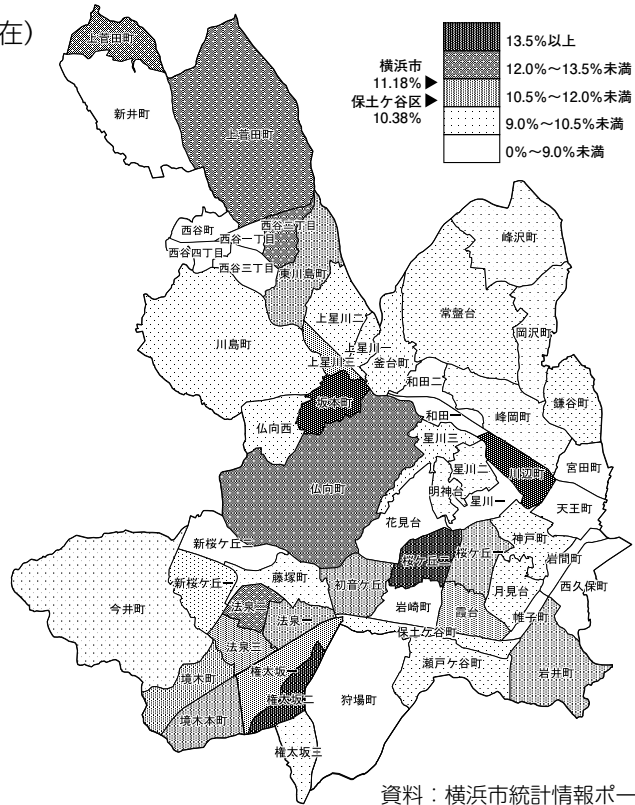 在）
13.5%以上
12.0%～13.5%未満
10.5%～12.0%未満
9.0%～10.5%未満
0%～9.0%未満
横浜市
11.18%▶
保土ケ谷区▶
10.38%
上菅田町
新井町
上菅田町
西谷町
西谷一丁目
西谷二丁目
西谷四丁目
西谷三丁目
東川島町
峰沢町
川島町
上星川二
常盤台
岡沢町
上星川一
上星川三
釜台町
和田二
鎌谷町
坂本町
和田一
峰岡町
仏向西
星川三
宮田町
星川二
川辺町
仏向町
明神台
星川一
天王町
花見台
神戸町
新桜ケ丘二
桜ケ丘二
桜ケ丘一
岩間町
新桜ケ丘一
藤塚町
初音ケ丘
月見台
西久保町
今井町
法泉二
岩崎町
霞台
帷子町
法泉一
保土ケ谷町
法泉三
権太坂一
瀬戸ケ谷町
境木町
岩井町
権太坂二
狩場町
境木本町
権太坂三
資料：横浜市統計情報ポー